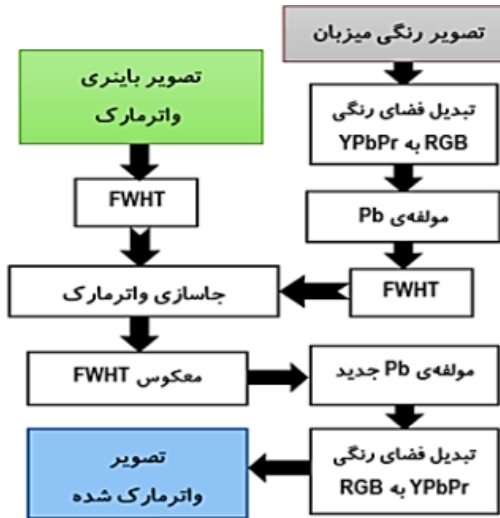 تصویر رنگی میزبان
تصویر باینری
واترمارک
تبدیل فضای رنگی
RGB به YPbPr
FWHT
مولفه‌ی Pb
FWHT
جاسازی واترمارک
معکوس FWHT
مولفه‌ی Pb جدید
تبدیل فضای رنگی
YPbPr به RGB
تصویر
واترمارک شده